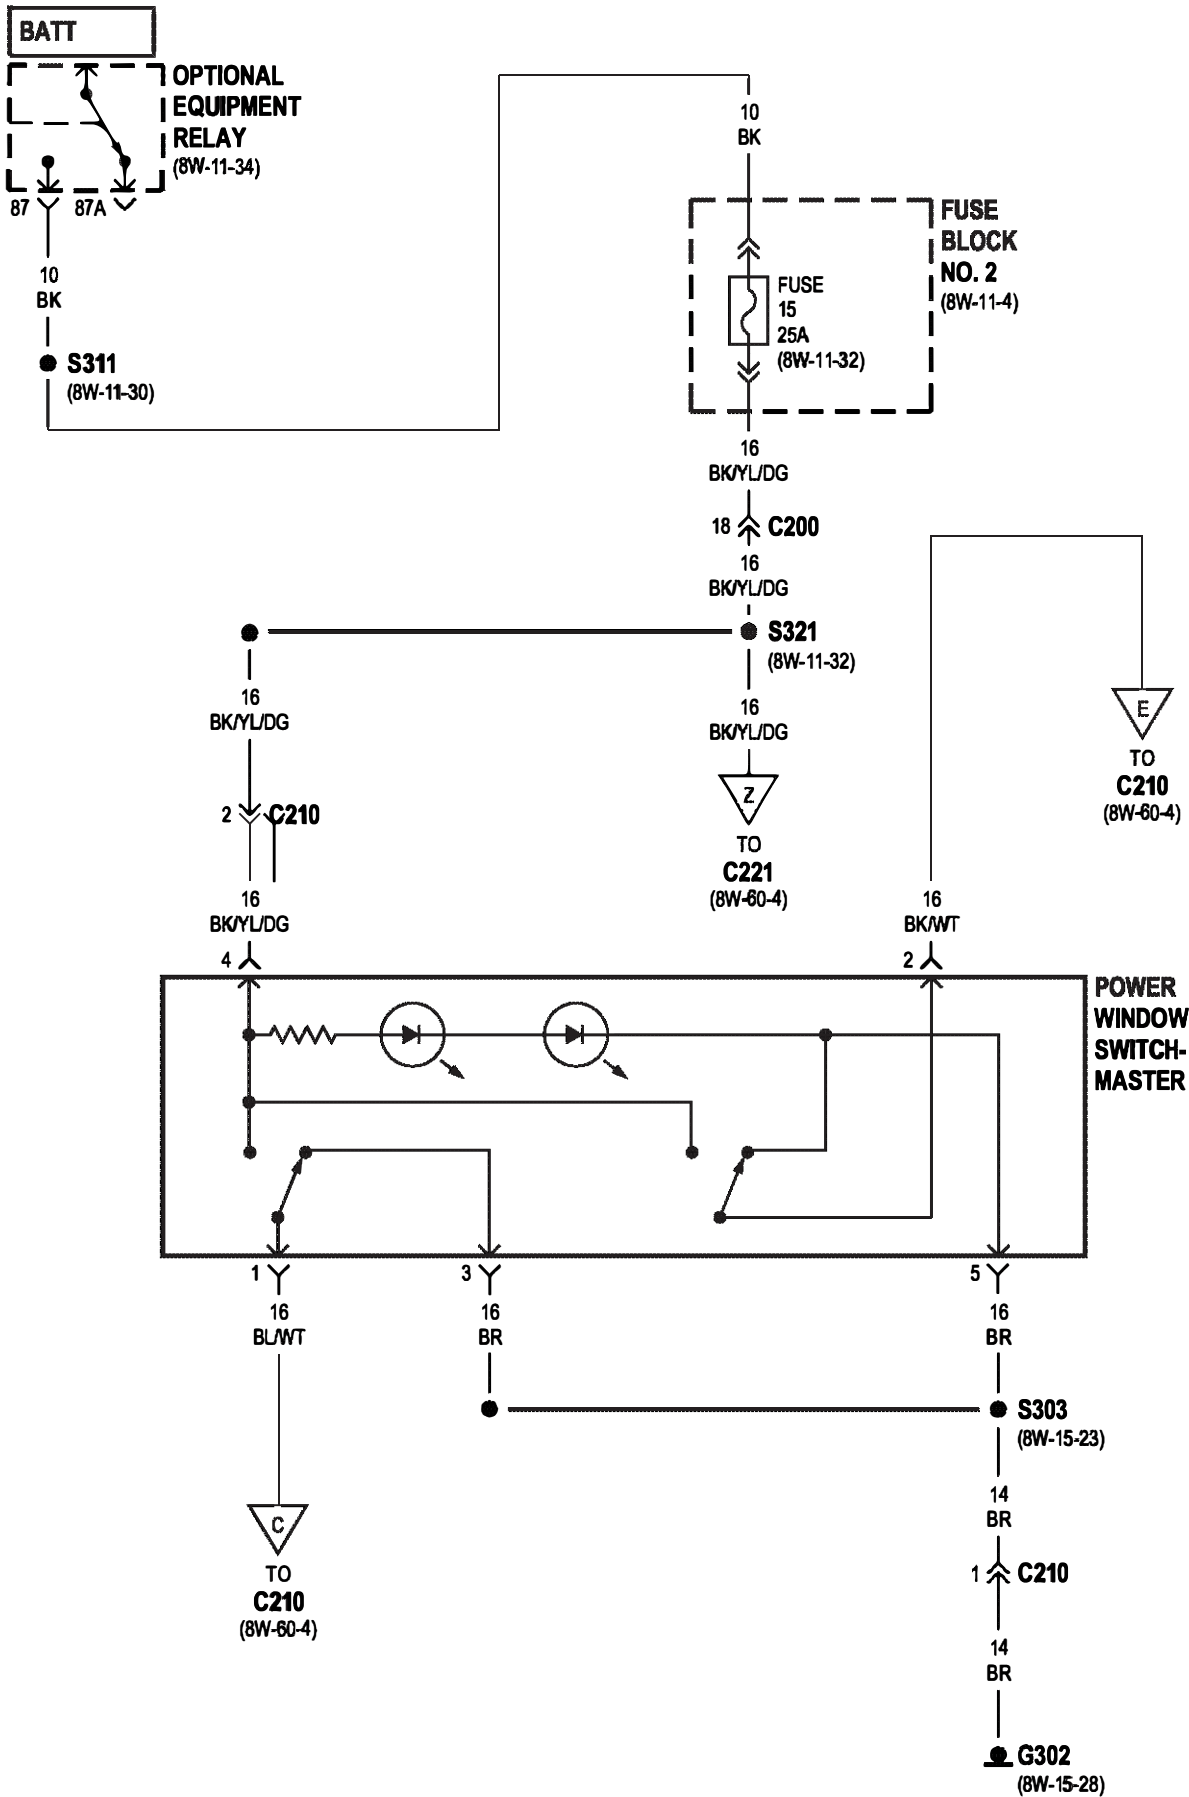 BATT
OPTIONAL
EQUIPMENT
RELAY
(8W-11-34)
87
87A
10
BK
S311
(8W-11-30)
10
BK
FUSE
BLOCK
NO. 2
(8W-11-4)
FUSE
15
25A
(8W-11-32)
16
BK/YL/DG
18
C200
16
BK/YL/DG
S321
(8W-11-32)
16
BK/YL/DG
16
BK/YL/DG
Z
TO
C221
(8W-60-4)
E
TO
C210
(8W-60-4)
2
C210
16
BK/YL/DG
4
16
BK/WT
2
POWER
WINDOW
SWITCH-
MASTER
1
3
5
16
BL/WT
16
BR
16
BR
S303
(8W-15-23)
14
BR
C
TO
C210
(8W-60-4)
1
C210
14
BR
G302
(8W-15-28)